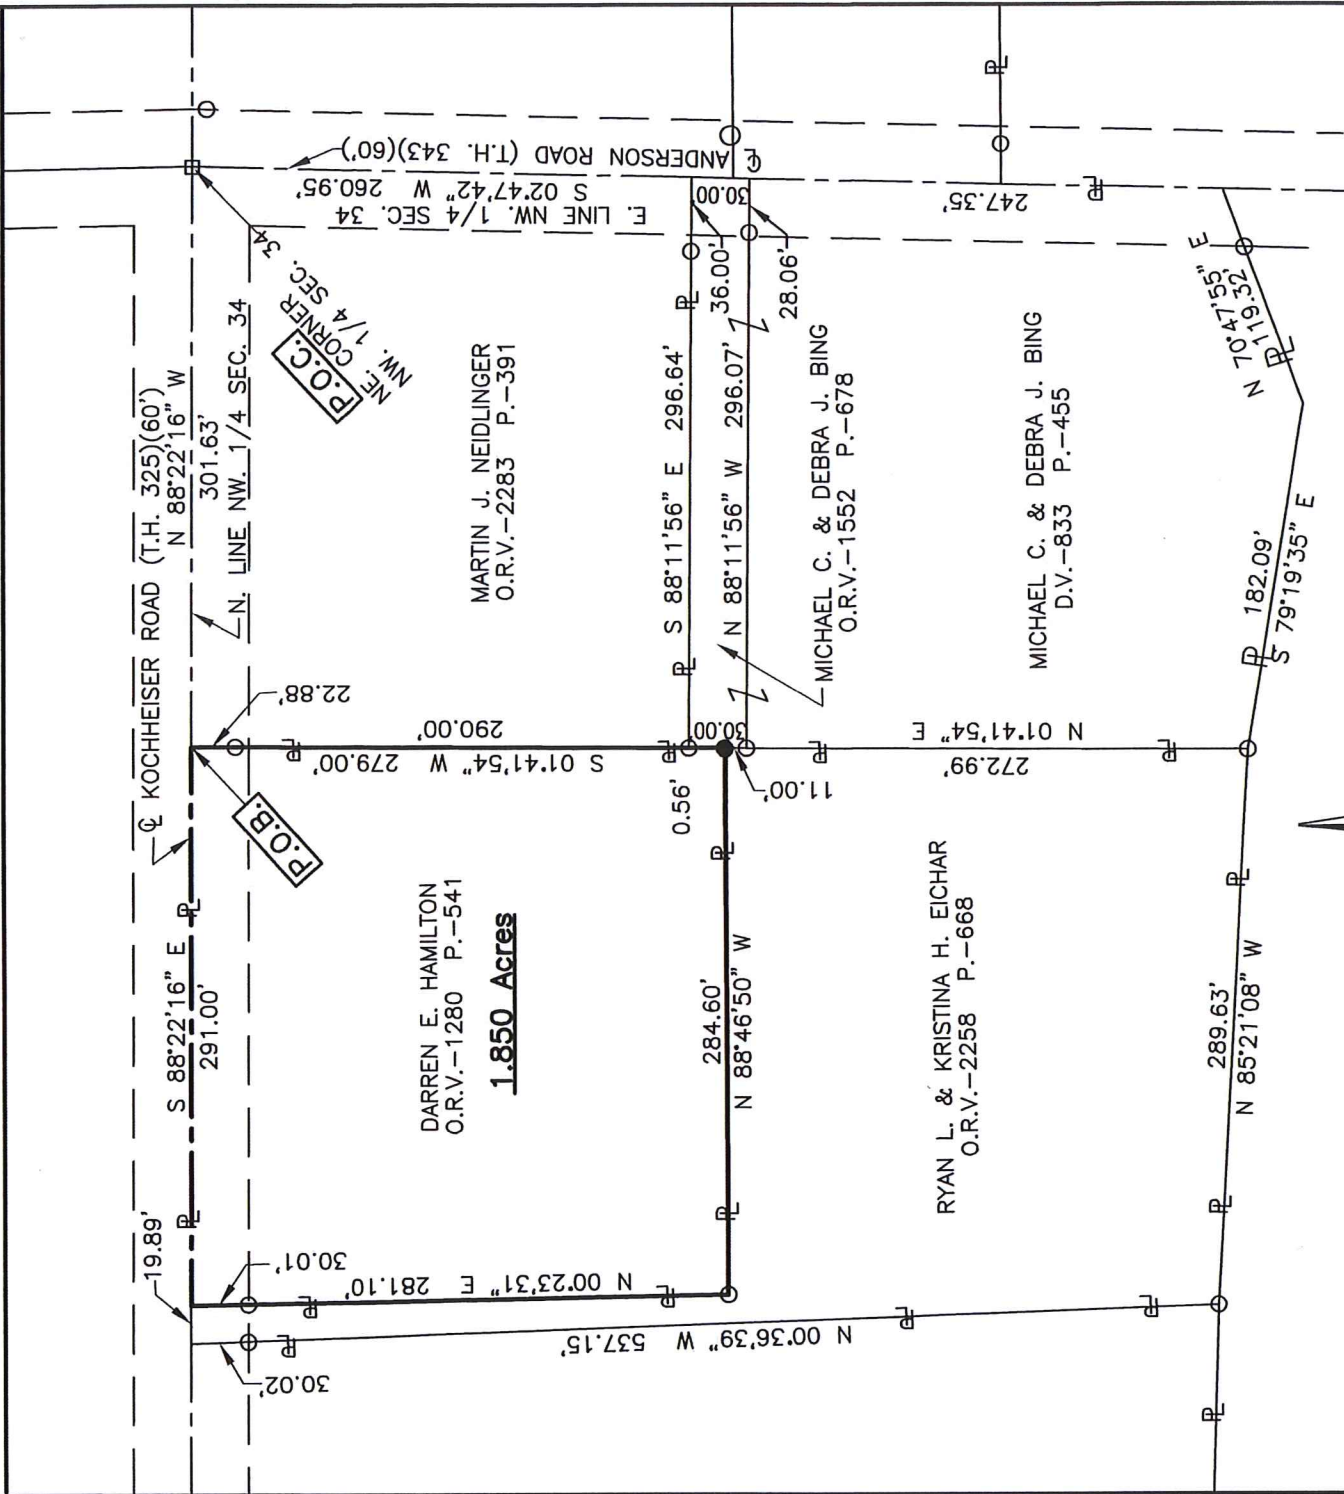 KOCHHEISER ROAD (T.H. 325)(60')
N 88°22'16" W
301.63'
N. LINE NW. 1/4 SEC. 34
P.O.C.
NE. CORNER
NW. 1/4 SEC. 34
ANDERSON ROAD (T.H. 343)(60')
S 02°47'42" W 260.95'
E. LINE NW. 1/4 SEC. 34
MARTIN J. NEIDLINGER
O.R.V.-2283 P.-391
S 88°11'56" E 296.64'
36.00'
30.00'
N 88°11'56" W 296.07'
28.06'
MICHAEL C. & DEBRA J. BING
O.R.V.-1552 P.-678
247.35'
MICHAEL C. & DEBRA J. BING
D.V.-833 P.-455
N 70°47'55" E
119.32'
182.09'
S 79°19'35" E
22.88'
290.00'
S 01°41'54" W 279.00'
30.00'
0.56'
11.00'
N 01°41'54" E
272.99'
P.O.B.
S 88°22'16" E
291.00'
19.89'
30.01'
30.02'
DARREN E. HAMILTON
O.R.V.-1280 P.-541
1.850 Acres
284.60'
N 88°46'50" W
N 00°23'31" E 281.10'
N 00°36'39" W 537.15'
RYAN L. & KRISTINA H. EICHAR
O.R.V.-2258 P.-668
289.63'
N 85°21'08" W